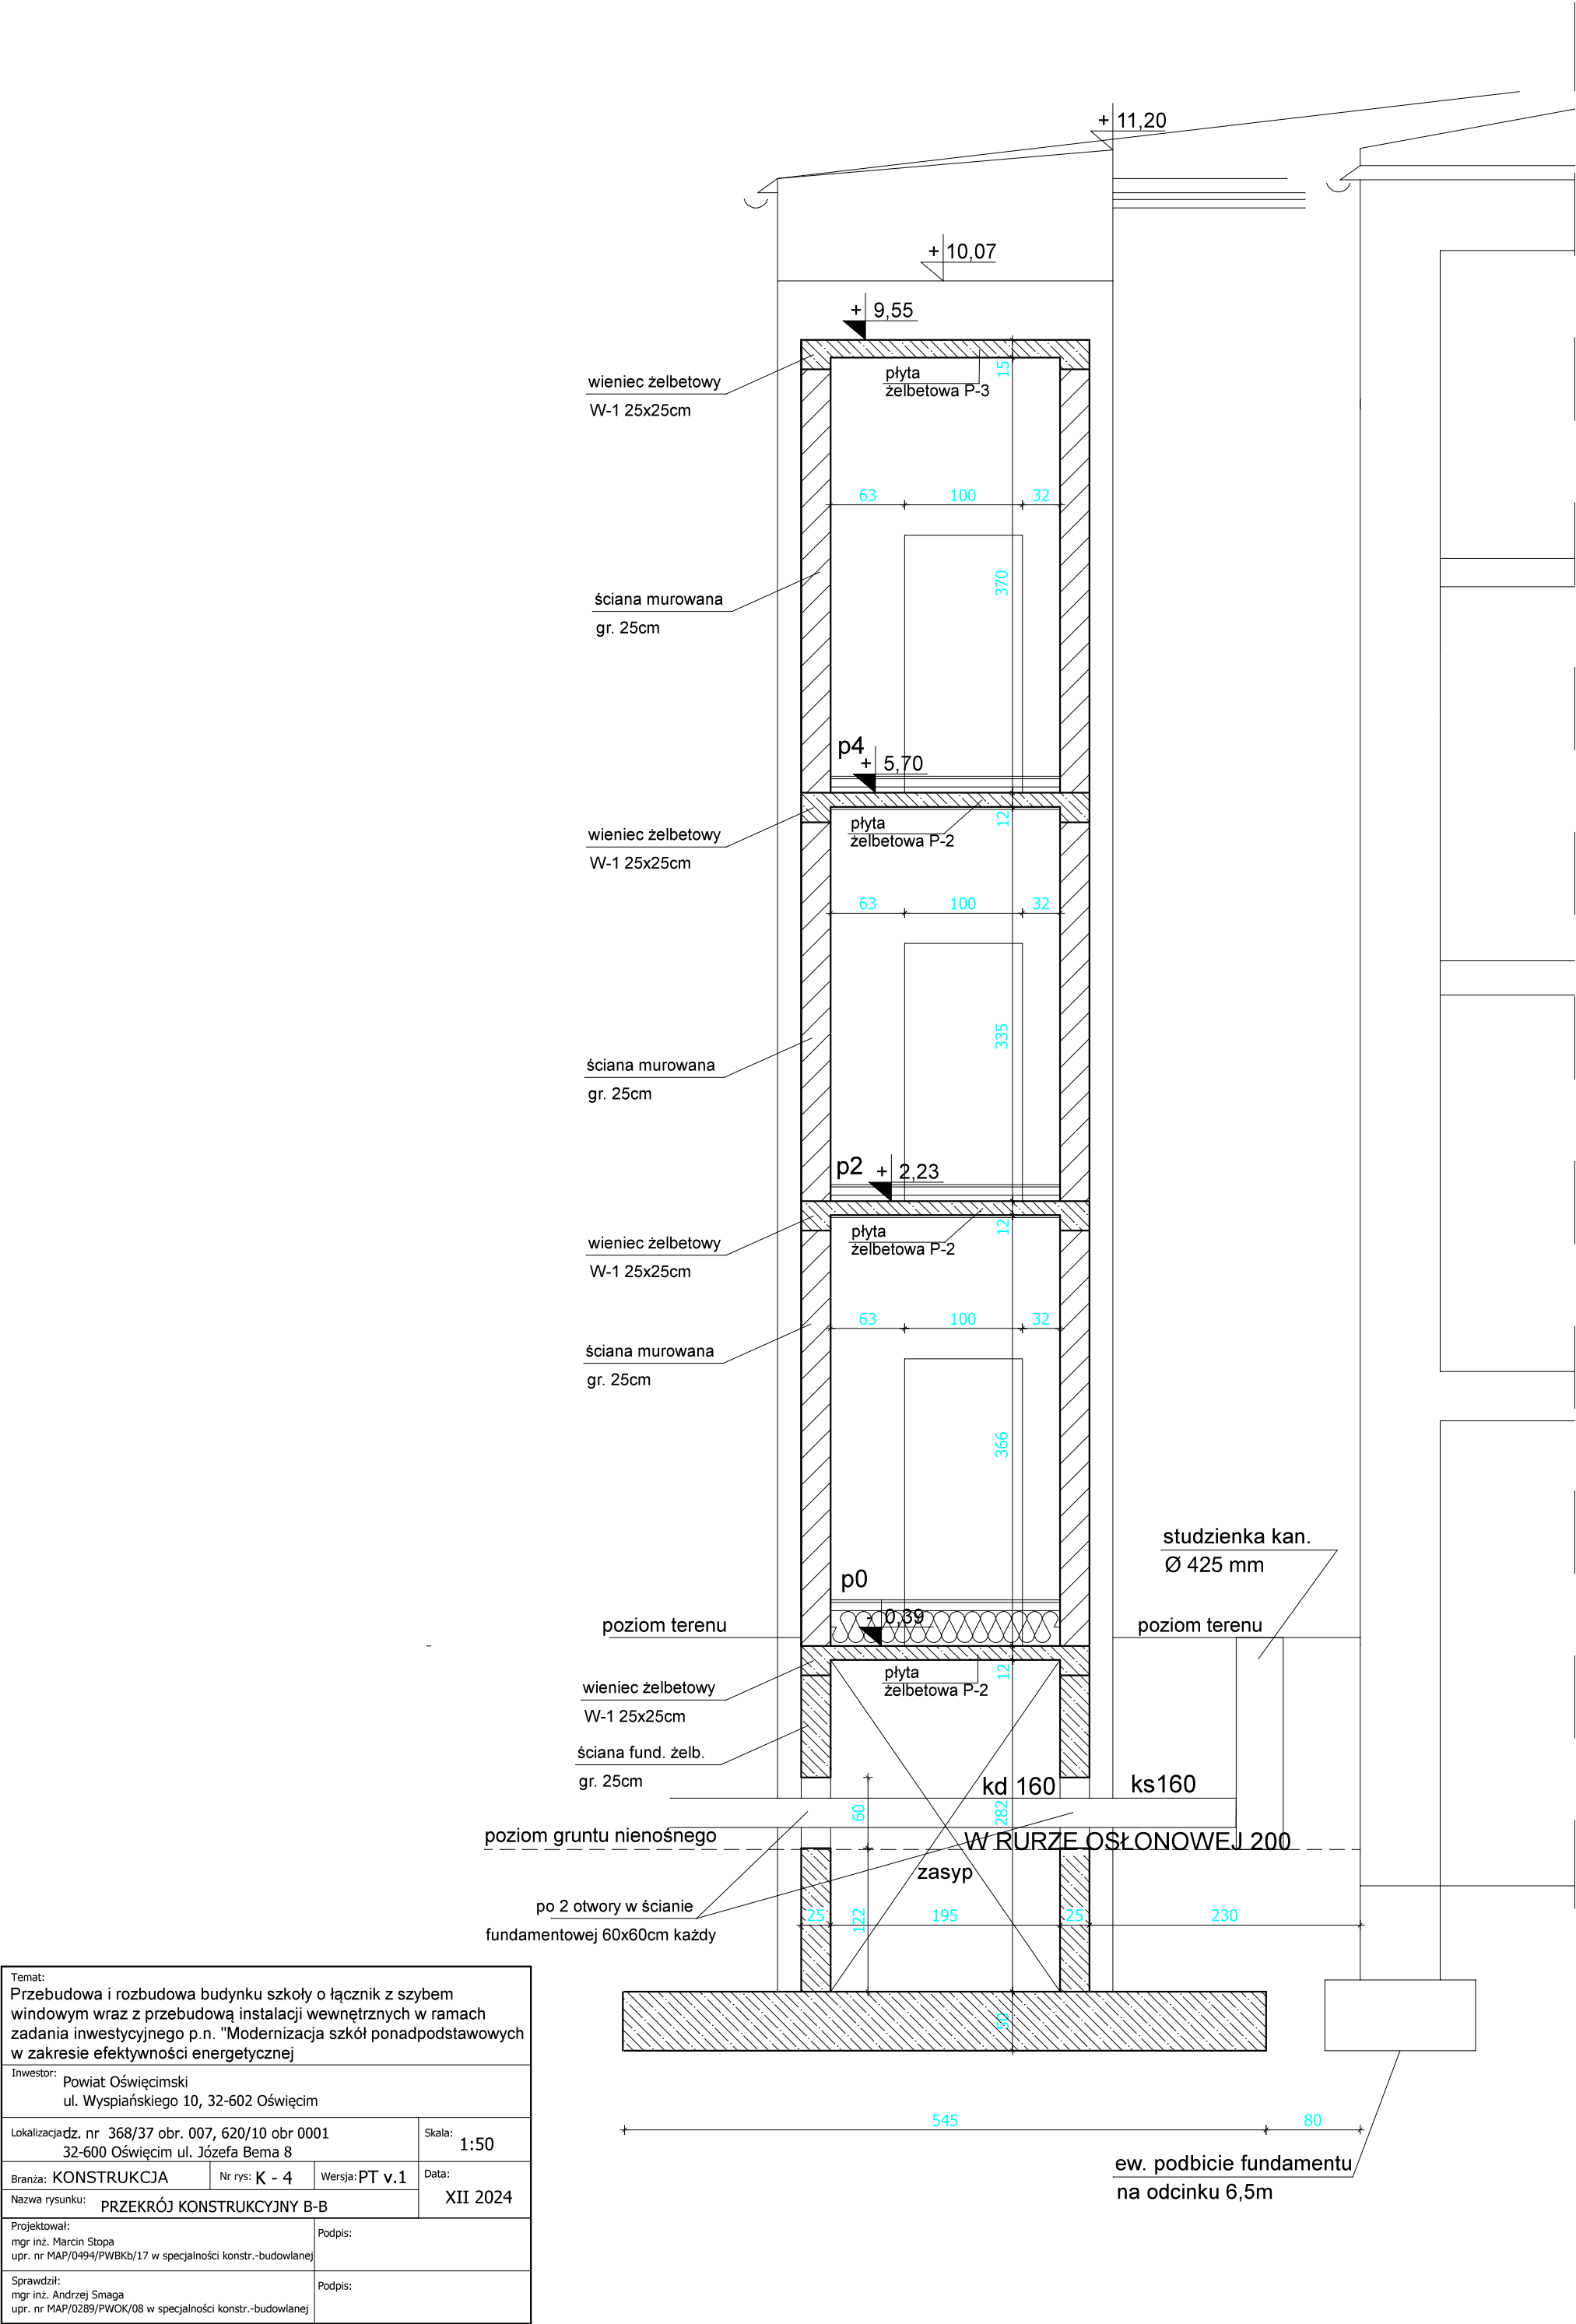 + 11,20
+ 10,07
+ 9,55
wieniec żelbetowy
W-1 25x25cm
płyta
żelbetowa P-3
15
63 100 32
370
ściana murowana
gr. 25cm
p4
+ 5,70
wieniec żelbetowy
W-1 25x25cm
płyta
żelbetowa P-2
12
63 100 32
335
ściana murowana
gr. 25cm
p2
+ 2,23
wieniec żelbetowy
W-1 25x25cm
płyta
żelbetowa P-2
12
63 100 32
ściana murowana
gr. 25cm
366
studzienka kan.
Ø 425 mm
p0
- 0,39
poziom terenu
poziom terenu
wieniec żelbetowy
W-1 25x25cm
płyta
żelbetowa P-2
12
ściana fund. żelb.
gr. 25cm
kd 160
ks160
60
282
poziom gruntu nienośnego
W RURZE OSŁONOWEJ 200
zasyp
po 2 otwory w ścianie
fundamentowej 60x60cm każdy
25 122 195 25 230
50
545 80
ew. podbicie fundamentu
na odcinku 6,5m
Temat:
Przebudowa i rozbudowa budynku szkoły o łącznik z szybem
windowym wraz z przebudową instalacji wewnętrznych w ramach
zadania inwestycyjnego p.n. "Modernizacja szkół ponadpodstawowych
w zakresie efektywności energetycznej
Inwestor:
Powiat Oświęcimski
ul. Wyspiańskiego 10, 32-602 Oświęcim
Lokalizacja: dz. nr 368/37 obr. 007, 620/10 obr 0001
32-600 Oświęcim ul. Józefa Bema 8
Skala:
1:50
Branża: KONSTRUKCJA
Nr rys: K - 4
Wersja: PT v.1
Data:
XII 2024
Nazwa rysunku: PRZEKRÓJ KONSTRUKCYJNY B-B
Projektował:
mgr inż. Marcin Stopa
upr. nr MAP/0494/PWBKb/17 w specjalności konstr.-budowlanej
Podpis:
Sprawdził:
mgr inż. Andrzej Smaga
upr. nr MAP/0289/PWOK/08 w specjalności konstr.-budowlanej
Podpis: